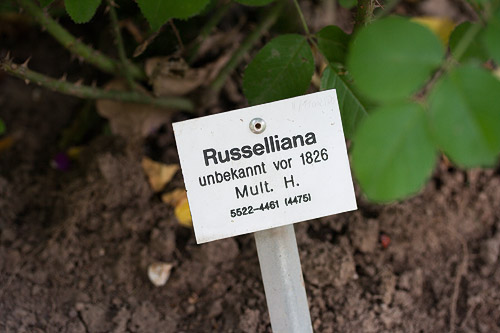 Russelliana
unbekannt vor 1826
Mult. H.
5522-4461 (4475)